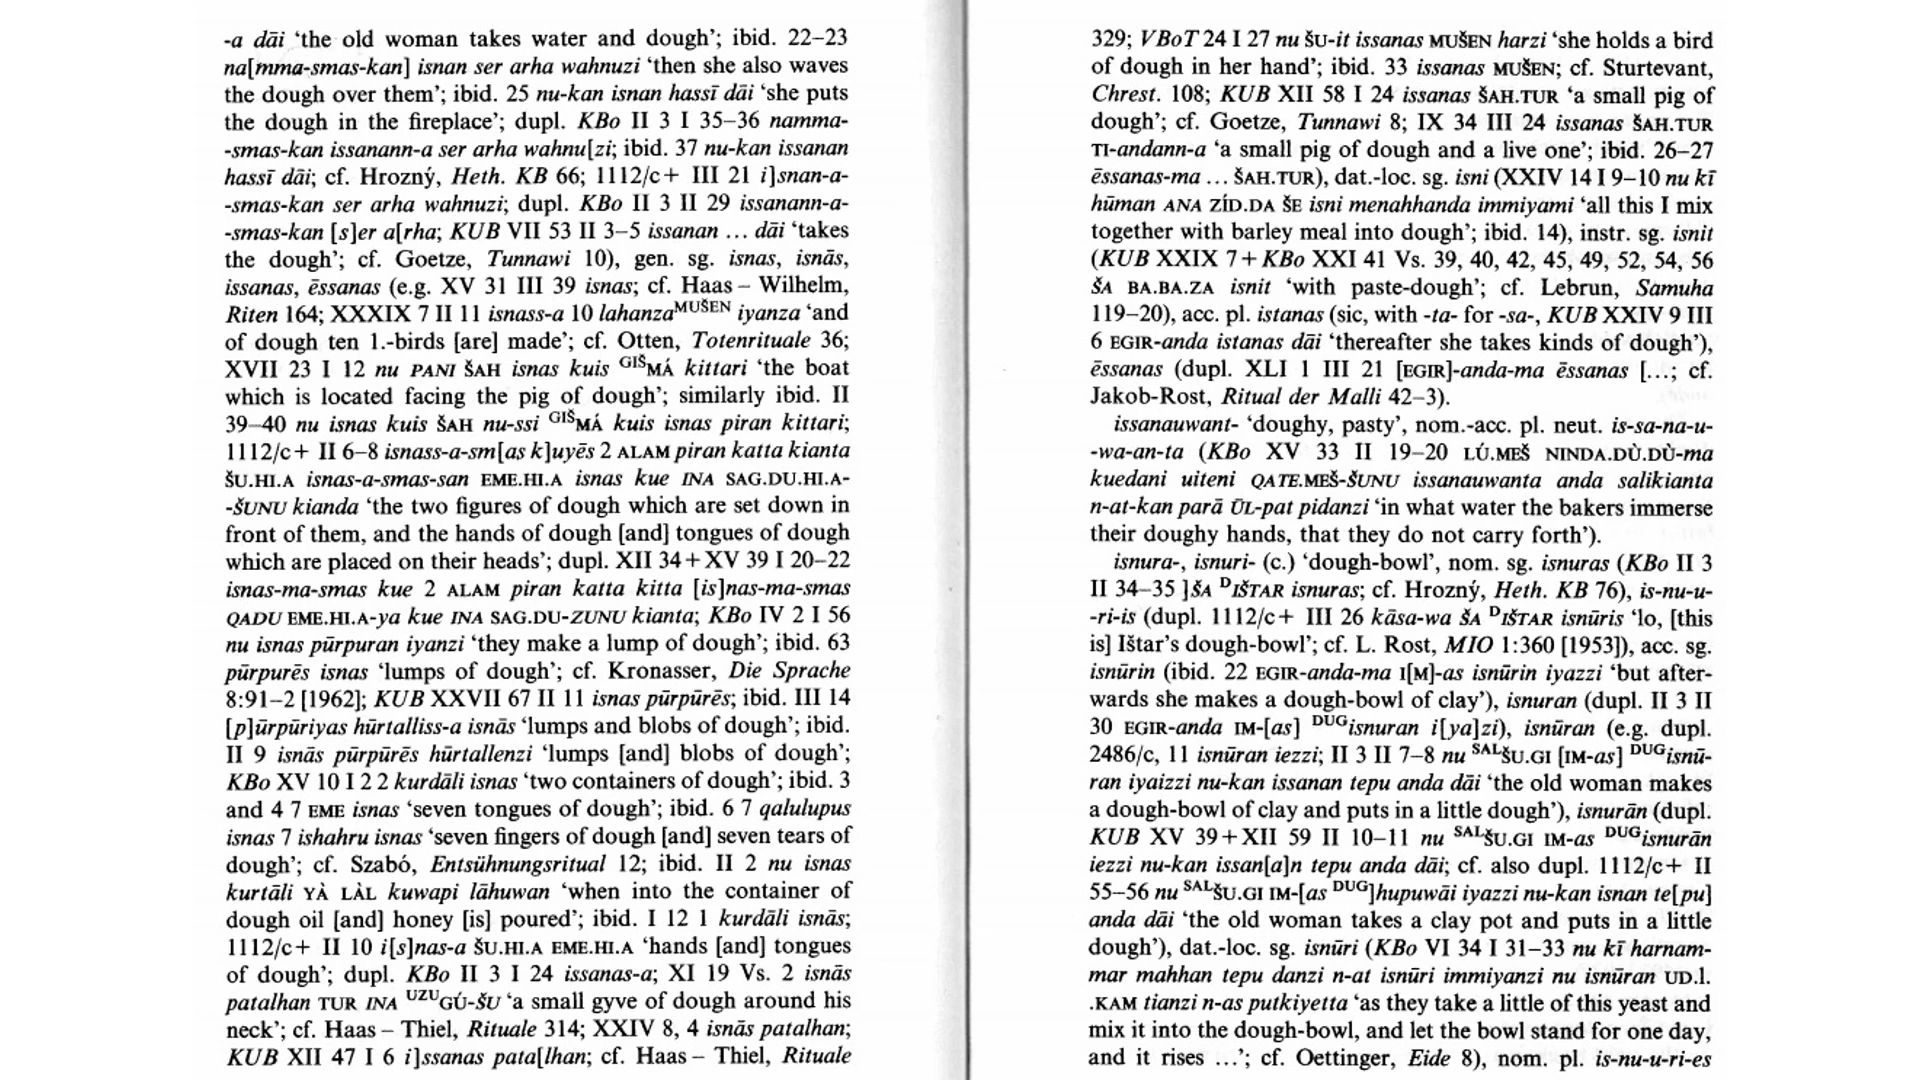 -a dāi ‘the old woman takes water and dough’; ibid. 22–23
na[mma-smas-kan] isnan ser arha wahnuzi ‘then she also waves
the dough over them’; ibid. 25 nu-kan isnan hassī dāi ‘she puts
the dough in the fireplace’; dupl. KBo II 3 I 35–36 namma-
-smas-kan issanann-a ser arha wahnu[zi; ibid. 37 nu-kan issanan
hassī dāi; cf. Hrozný, Heth. KB 66; 1112/c+ III 21 i]snan-a-
-smas-kan ser arha wahnuzi; dupl. KBo II 3 II 29 issanann-a-
-smas-kan [s]er a[rha; KUB VII 53 II 3–5 issanan ... dāi ‘takes
the dough’; cf. Goetze, Tunnawi 10), gen. sg. isnas, isnās,
issanas, ēssanas (e.g. XV 31 III 39 isnas; cf. Haas – Wilhelm,
Riten 164; XXXIX 7 II 11 isnass-a 10 lahanzaMUŠEN iyanza ‘and
of dough ten l.-birds [are] made’; cf. Otten, Totenrituale 36;
XVII 23 I 12 nu PANI ŠAH isnas kuis GIŠMÁ kittari ‘the boat
which is located facing the pig of dough’; similarly ibid. II
39–40 nu isnas kuis ŠAH nu-ssi GIŠMÁ kuis isnas piran kittari;
1112/c+ II 6–8 isnass-a-sm[as k]uyēs 2 ALAM piran katta kianta
ŠU.HI.A isnas-a-smas-san EME.HI.A isnas kue INA SAG.DU.HI.A-
-ŠUNU kianda ‘the two figures of dough which are set down in
front of them, and the hands of dough [and] tongues of dough
which are placed on their heads’; dupl. XII 34+XV 39 I 20–22
isnas-ma-smas kue 2 ALAM piran katta kitta [is]nas-ma-smas
QADU EME.HI.A-ya kue INA SAG.DU-ZUNU kianta; KBo IV 2 I 56
nu isnas pūrpuran iyanzi ‘they make a lump of dough’; ibid. 63
pūrpurēs isnas ‘lumps of dough’; cf. Kronasser, Die Sprache
8:91–2 [1962]; KUB XXVII 67 II 11 isnas pūrpūrēs; ibid. III 14
[p]ūrpūriyas hūrtalliss-a isnās ‘lumps and blobs of dough’; ibid.
II 9 isnās pūrpūrēs hūrtallenzi ‘lumps [and] blobs of dough’;
KBo XV 10 I 2 2 kurdāli isnas ‘two containers of dough’; ibid. 3
and 4 7 EME isnas ‘seven tongues of dough’; ibid. 6 7 qalulupus
isnas 7 ishahru isnas ‘seven fingers of dough [and] seven tears of
dough’; cf. Szabó, Entsühnungsritual 12; ibid. II 2 nu isnas
kurtāli YÀ LÀL kuwapi lāhuwan ‘when into the container of
dough oil [and] honey [is] poured’; ibid. I 12 1 kurdāli isnās;
1112/c+ II 10 i[s]nas-a ŠU.HI.A EME.HI.A ‘hands [and] tongues
of dough’; dupl. KBo II 3 I 24 issanas-a; XI 19 Vs. 2 isnās
patalhan TUR INA UZUGÚ-ŠU ‘a small gyve of dough around his
neck’; cf. Haas – Thiel, Rituale 314; XXIV 8, 4 isnās patalhan;
KUB XII 47 I 6 i]ssanas pata[lhan; cf. Haas – Thiel, Rituale
329; VBoT 24 I 27 nu ŠU-it issanas MUŠEN harzi ‘she holds a bird
of dough in her hand’; ibid. 33 issanas MUŠEN; cf. Sturtevant,
Chrest. 108; KUB XII 58 I 24 issanas ŠAH.TUR ‘a small pig of
dough’; cf. Goetze, Tunnawi 8; IX 34 III 24 issanas ŠAH.TUR
TI-andann-a ‘a small pig of dough and a live one’; ibid. 26–27
ēssanas-ma ... ŠAH.TUR), dat.-loc. sg. isni (XXIV 14 I 9–10 nu kī
hūman ANA ZÍD.DA ŠE isni menahhanda immiyami ‘all this I mix
together with barley meal into dough’; ibid. 14), instr. sg. isnit
(KUB XXIX 7+KBo XXI 41 Vs. 39, 40, 42, 45, 49, 52, 54, 56
ŠA BA.BA.ZA isnit ‘with paste-dough’; cf. Lebrun, Samuha
119–20), acc. pl. istanas (sic, with -ta- for -sa-, KUB XXIV 9 III
6 EGIR-anda istanas dāi ‘thereafter she takes kinds of dough’),
ēssanas (dupl. XLI 1 III 21 [EGIR]-anda-ma ēssanas [...; cf.
Jakob-Rost, Ritual der Malli 42–3).
issanauwant- ‘doughy, pasty’, nom.-acc. pl. neut. is-sa-na-u-
-wa-an-ta (KBo XV 33 II 19–20 LÚ.MEŠ NINDA.DÙ.DÙ-ma
kuedani uiteni QATE.MEŠ-ŠUNU issanauwanta anda salikianta
n-at-kan parā ŪL-pat pidanzi ‘in what water the bakers immerse
their doughy hands, that they do not carry forth’).
isnura-, isnuri- (c.) ‘dough-bowl’, nom. sg. isnuras (KBo II 3
II 34–35 ]ŠA DIŠTAR isnuras; cf. Hrozný, Heth. KB 76), is-nu-u-
-ri-is (dupl. 1112/c+ III 26 kāsa-wa ŠA DIŠTAR isnūris ‘lo, [this
is] Ištar’s dough-bowl’; cf. L. Rost, MIO 1:360 [1953]), acc. sg.
isnūrin (ibid. 22 EGIR-anda-ma I[M]-as isnūrin iyazzi ‘but after-
wards she makes a dough-bowl of clay’), isnuran (dupl. II 3 II
30 EGIR-anda IM-[as] DUGisnuran i[ya]zi), isnūran (e.g. dupl.
2486/c, 11 isnūran iezzi; II 3 II 7–8 nu SALŠU.GI [IM-as] DUGisnū-
ran iyaizzi nu-kan issanan tepu anda dāi ‘the old woman makes
a dough-bowl of clay and puts in a little dough’), isnurān (dupl.
KUB XV 39+XII 59 II 10–11 nu SALŠU.GI IM-as DUGisnurān
iezzi nu-kan issan[a]n tepu anda dāi; cf. also dupl. 1112/c+ II
55–56 nu SALŠU.GI IM-[as DUG]hupuwāi iyazzi nu-kan isnan te[pu]
anda dāi ‘the old woman takes a clay pot and puts in a little
dough’), dat.-loc. sg. isnūri (KBo VI 34 I 31–33 nu kī harnam-
mar mahhan tepu danzi n-at isnūri immiyanzi nu isnūran UD.1.
.KAM tianzi n-as putkiyetta ‘as they take a little of this yeast and
mix it into the dough-bowl, and let the bowl stand for one day,
and it rises ...’; cf. Oettinger, Eide 8), nom. pl. is-nu-u-ri-es